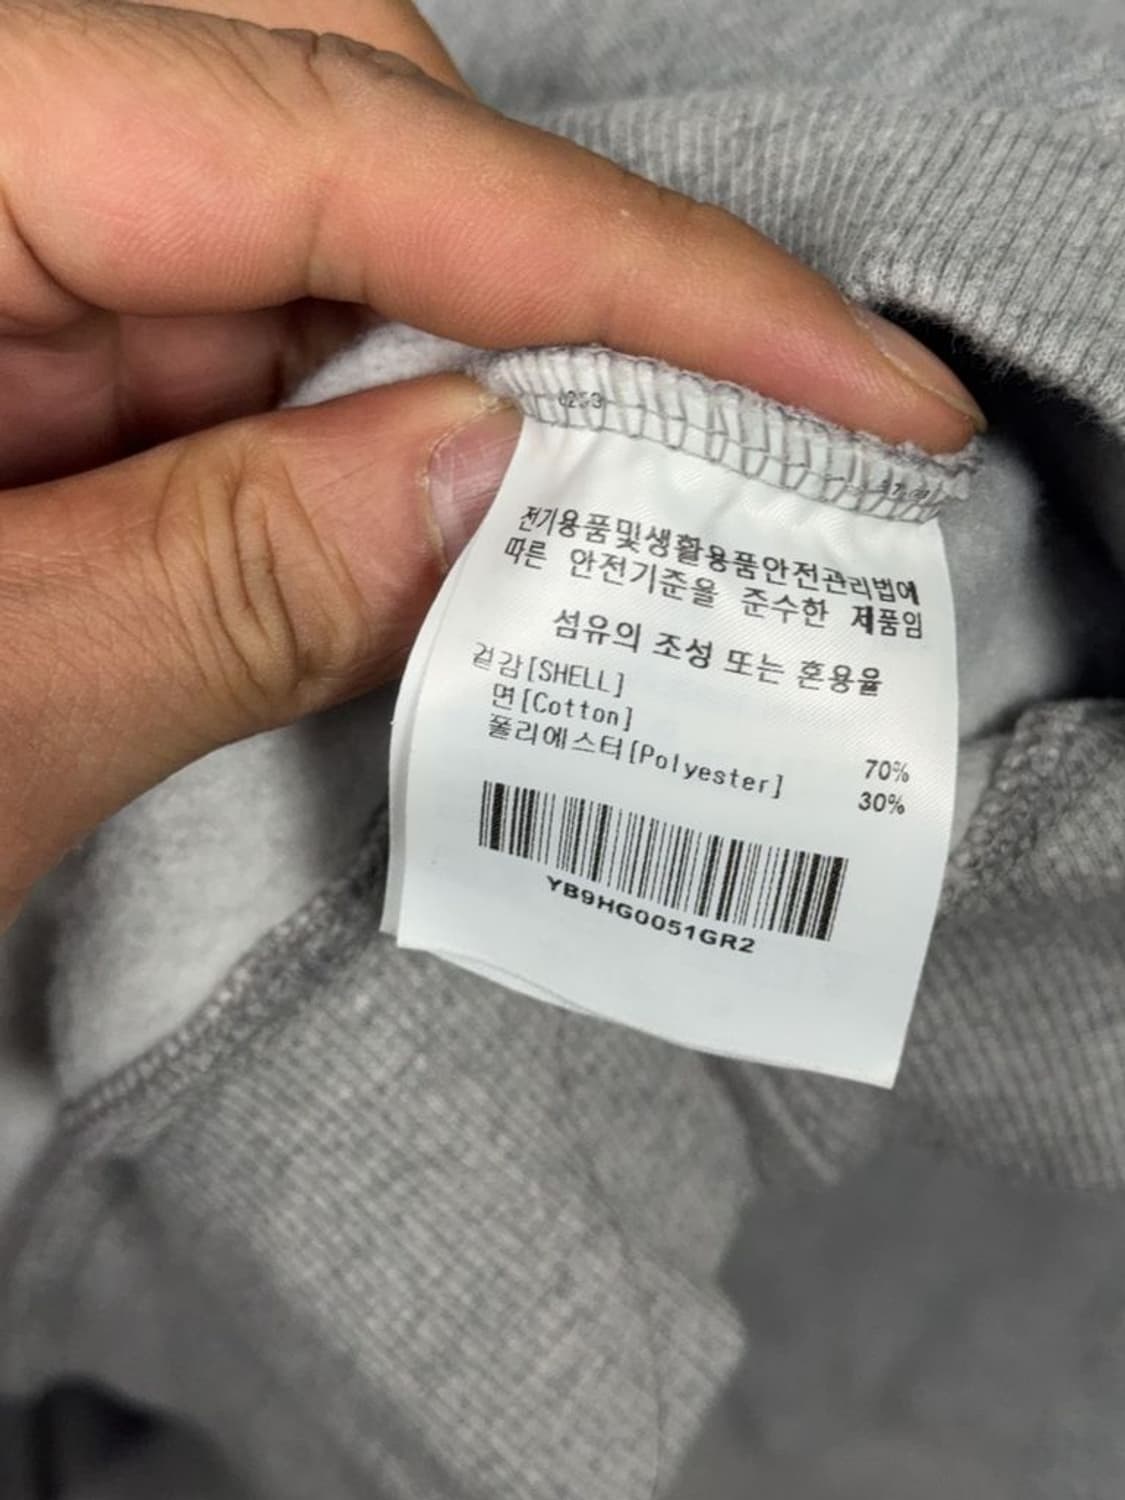 전기용품및생활용품안전관리법에
따른 안전기준을 준수한 제품임
섬유의 조성 또는 혼용율
겉감[SHELL]
면[Cotton] 70%
폴리에스터[Polyester] 30%
YB9HG0051GR2